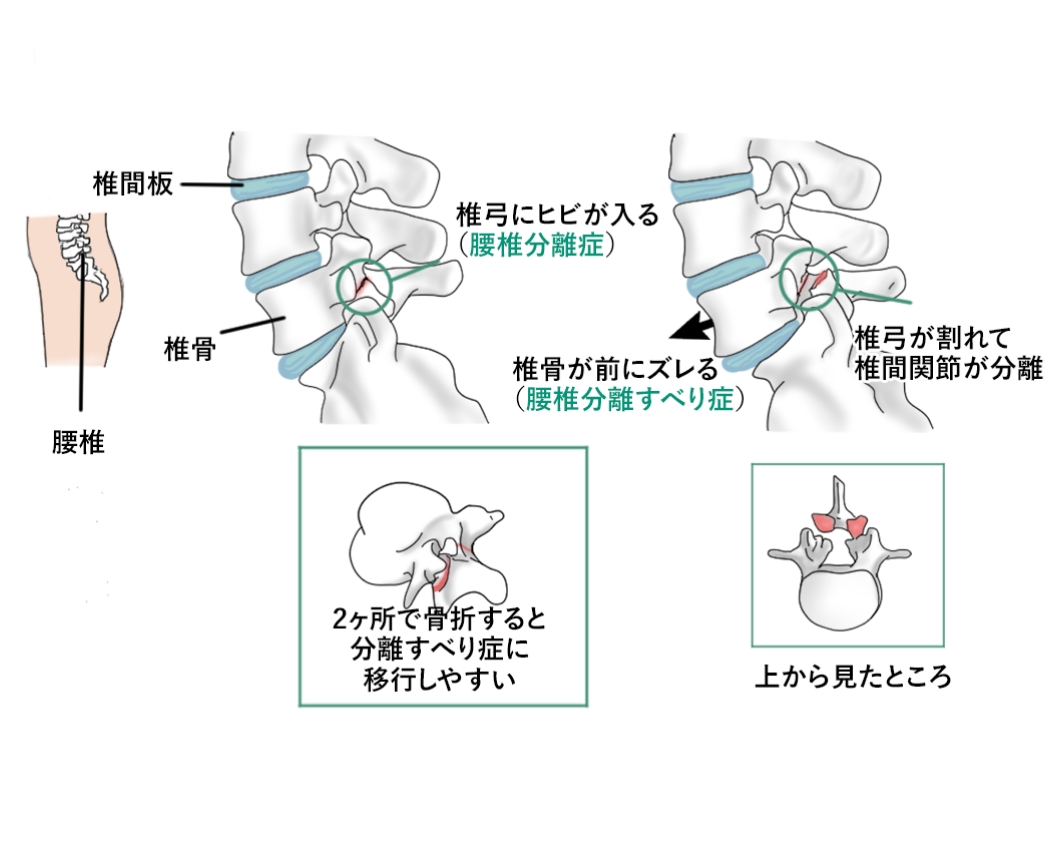 椎間板
椎弓にヒビが入る
（腰椎分離症）
椎骨
腰椎
椎骨が前にズレる
（腰椎分離すべり症）
椎弓が割れて
椎間関節が分離
2ヶ所で骨折すると
分離すべり症に
移行しやすい
上から見たところ